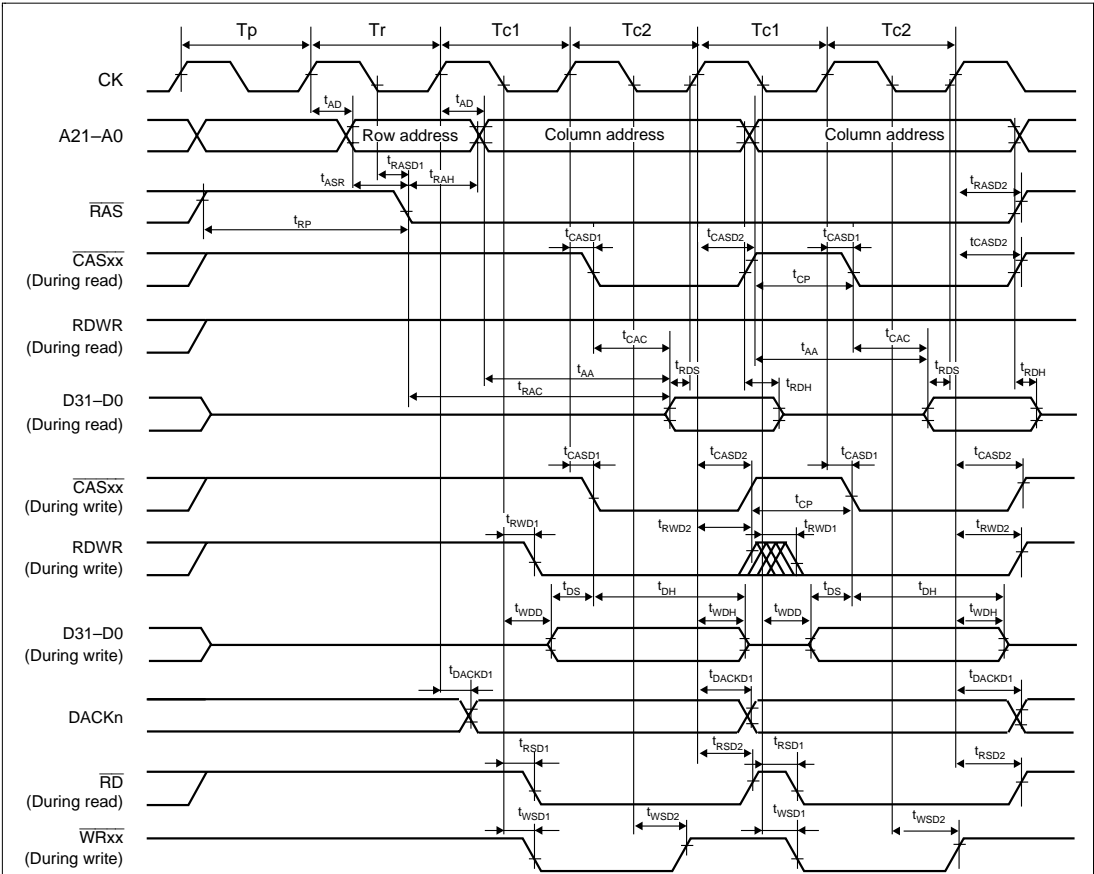 Tp Tr Tc1 Tc2 Tc1 Tc2
CK
tAD tAD
A21–A0 Row address Column address Column address
tRASD1
tASR tRAH tRASD2
RAS
tRP
tCASD1 tCASD2 tCASD1 tCASD2
CASxx
(During read)
tCP
RDWR
(During read)
tCAC tCAC
tAA tRDS tAA tRDS
tRAC tRDH tRDH
D31–D0
(During read)
tCASD1 tCASD2 tCASD1 tCASD2
CASxx
(During write)
tCP
tRWD1 tRWD2 tRWD1 tRWD2
RDWR
(During write)
tDS tDH tDS tDH
tWDD tWDH tWDD tWDH
D31–D0
(During write)
tDACKD1 tDACKD1 tDACKD1
DACKn
tRSD1 tRSD2 tRSD1 tRSD2
RD
(During read)
tWSD1 tWSD2 tWSD1 tWSD2
WRxx
(During write)